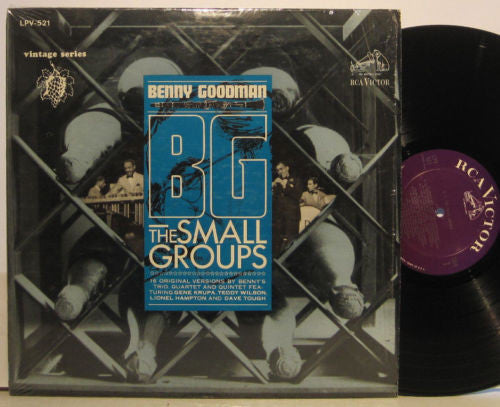 LPV-521
vintage series
RCA VICTOR
BENNY GOODMAN
BG
THE SMALL
GROUPS
16 ORIGINAL VERSIONS BY BENNY'S
TRIO, QUARTET AND QUINTET FEA-
TURING GENE KRUPA, TEDDY WILSON,
LIONEL HAMPTON AND DAVE TOUGH
RCA VICTOR